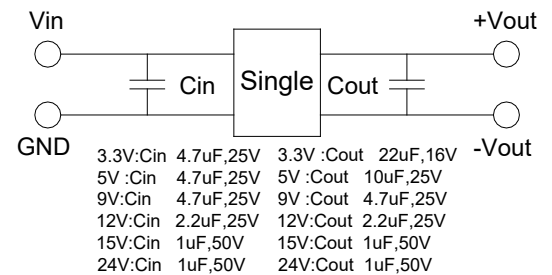 Vin +Vout
Cin Single Cout
GND -Vout
3.3V:Cin 4.7uF,25V 3.3V :Cout 22uF,16V
5V :Cin 4.7uF,25V 5V :Cout 10uF,25V
9V:Cin 4.7uF,25V 9V :Cout 4.7uF,25V
12V:Cin 2.2uF,25V 12V:Cout 2.2uF,25V
15V:Cin 1uF,50V 15V:Cout 1uF,50V
24V:Cin 1uF,50V 24V:Cout 1uF,50V